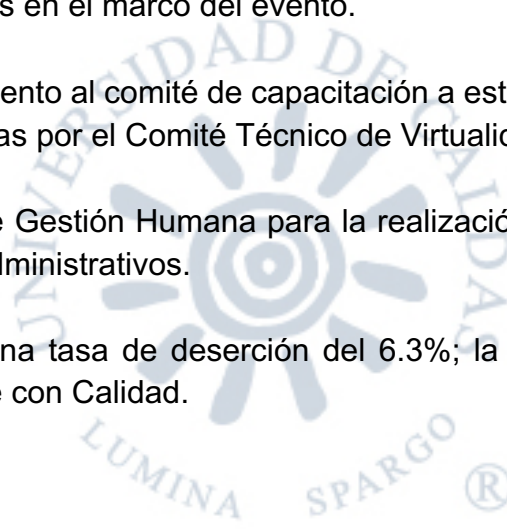 s en el marco del evento.
ento al comité de capacitación a est
as por el Comité Técnico de Virtualid
e Gestión Humana para la realizació
dministrativos.
na tasa de deserción del 6.3%; la
e con Calidad.
UNIVERSIDAD DE CALDAS
LUMINA SPARGO
®